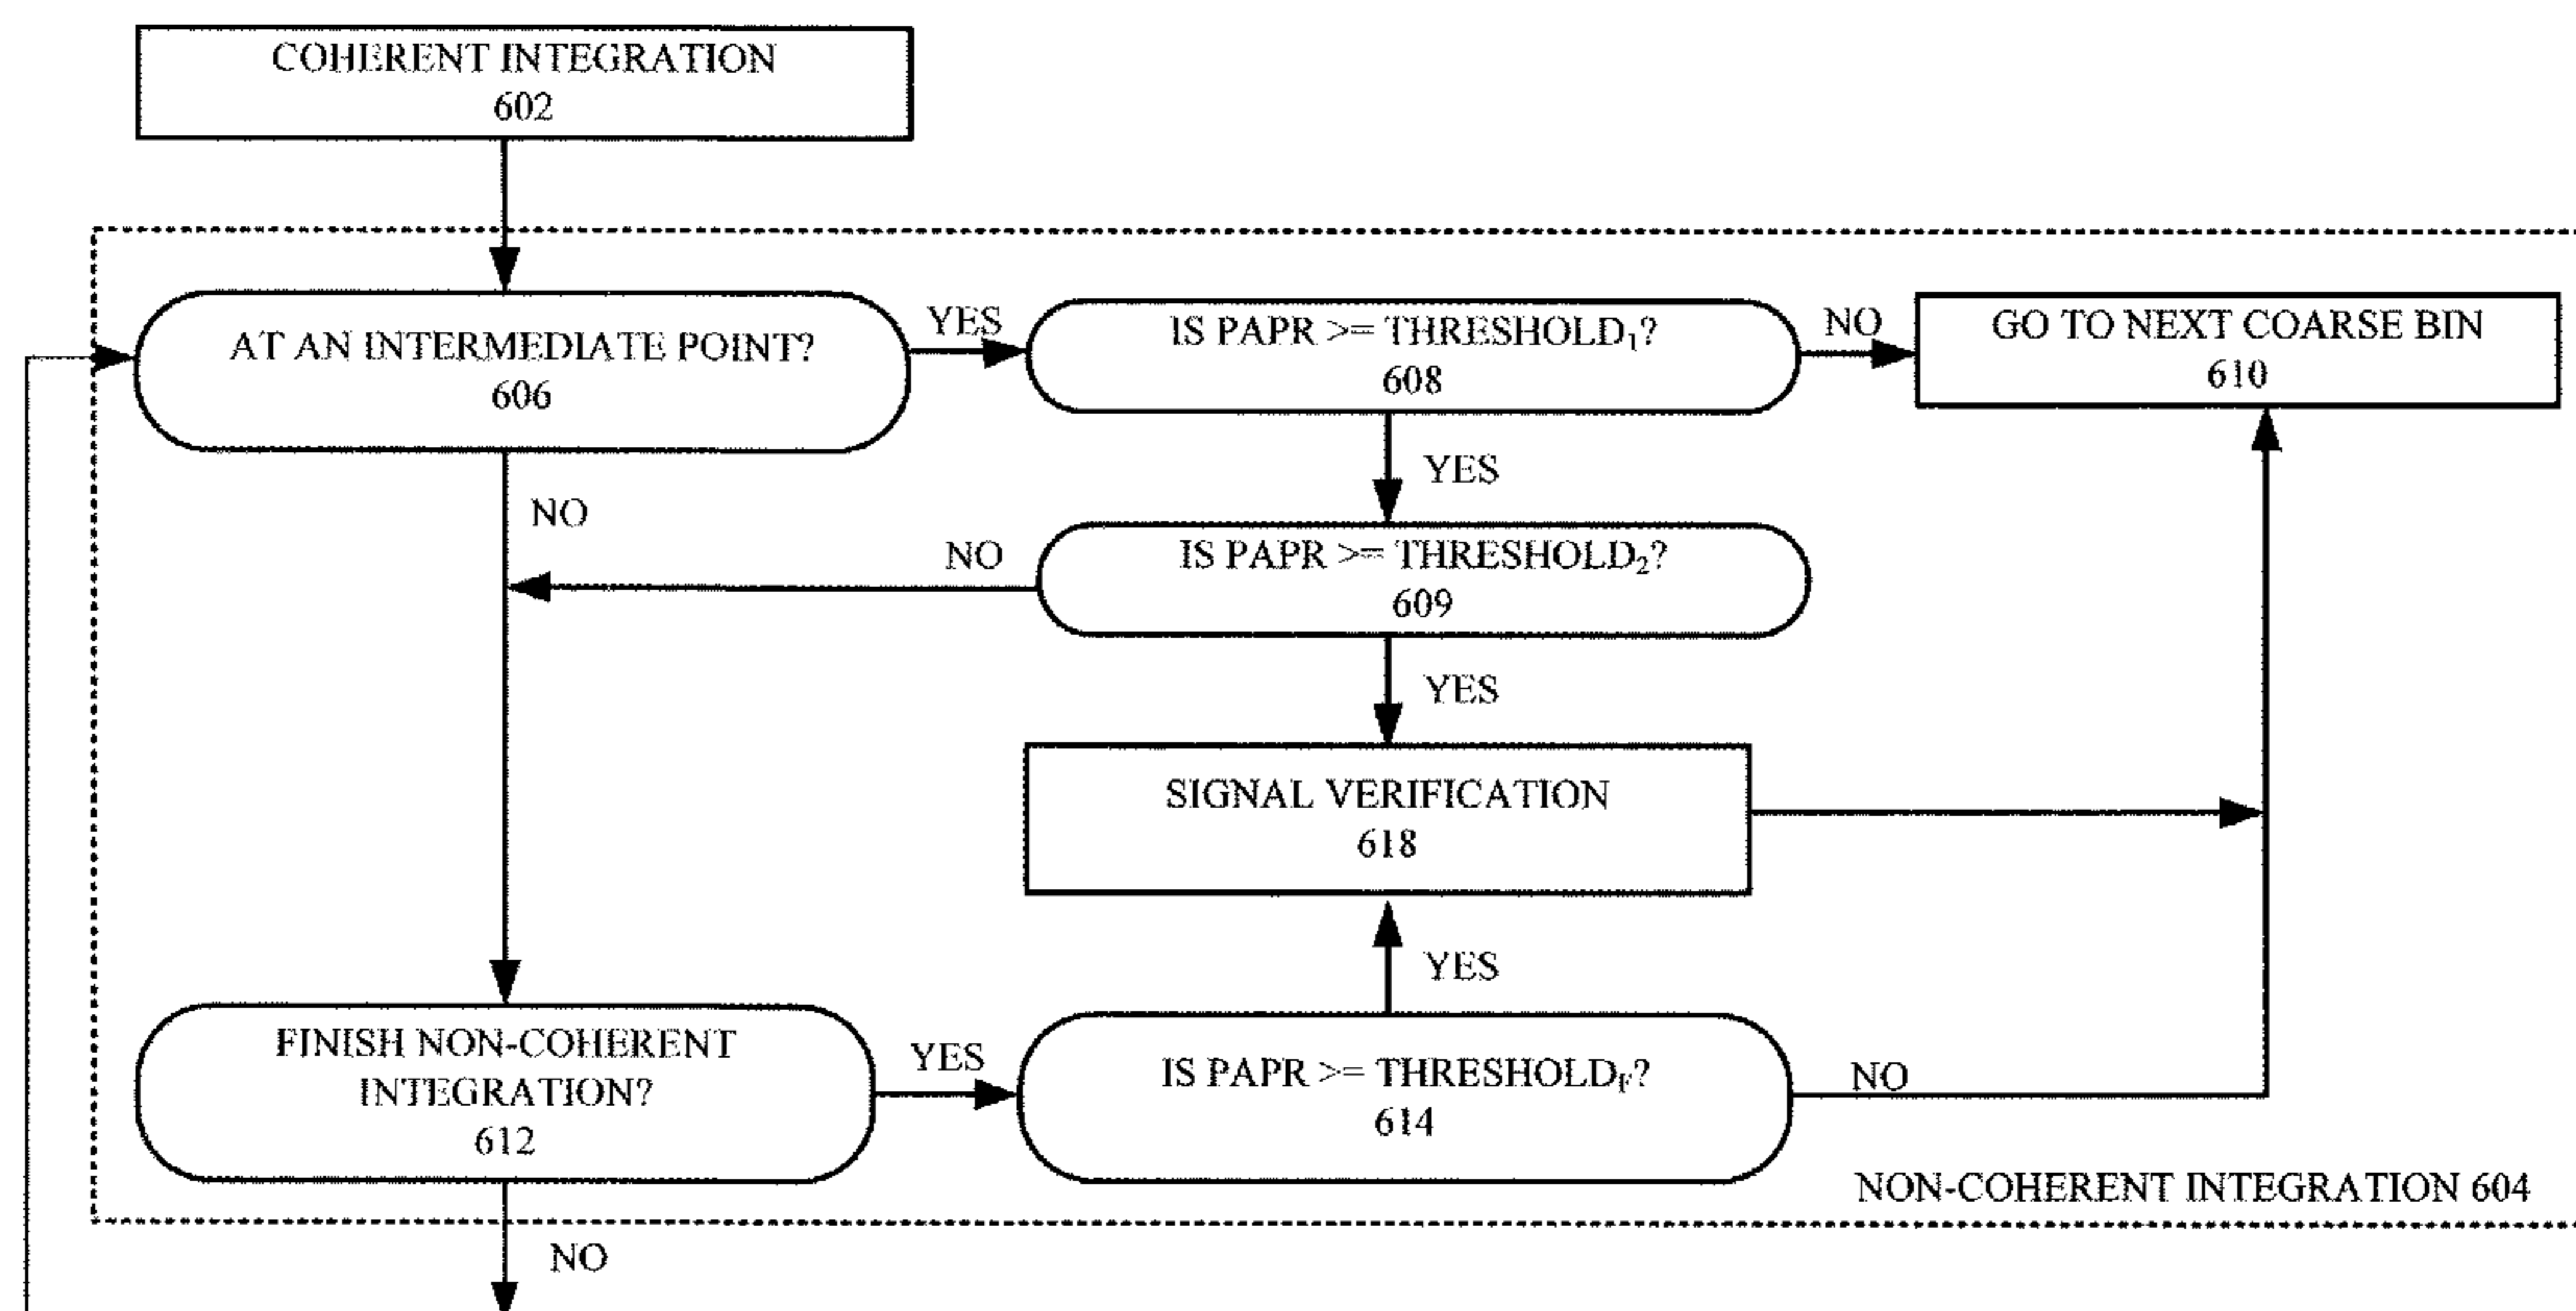 COHERENT INTEGRATION
602
AT AN INTERMEDIATE POINT?
606
YES
IS PAPR >= THRESHOLD₁?
608
NO
GO TO NEXT COARSE BIN
610
YES
NO
NO
IS PAPR >= THRESHOLD₂?
609
YES
SIGNAL VERIFICATION
618
YES
FINISH NON-COHERENT
INTEGRATION?
612
YES
IS PAPR >= THRESHOLD_F?
614
NO
NON-COHERENT INTEGRATION 604
NO